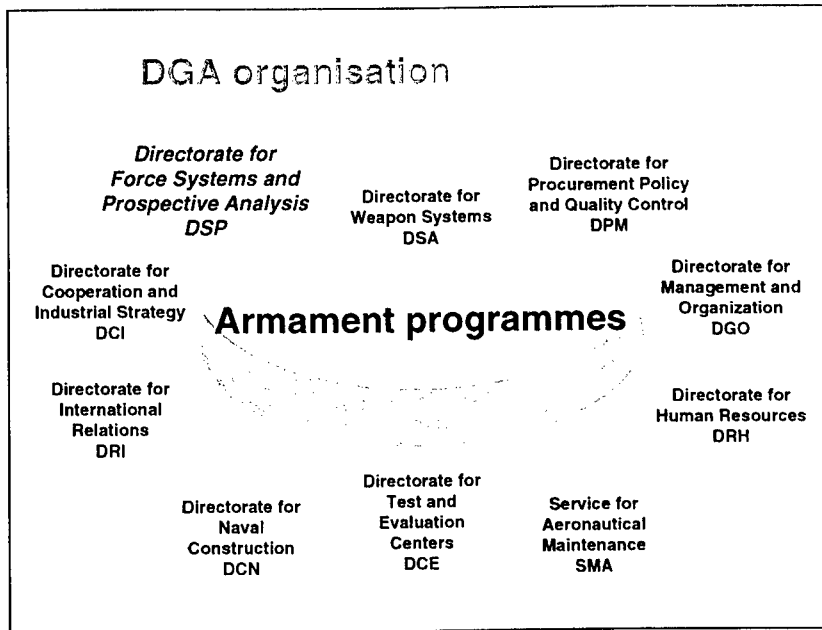 DGA organisation
Directorate for
Force Systems and
Prospective Analysis
DSP
Directorate for
Weapon Systems
DSA
Directorate for
Procurement Policy
and Quality Control
DPM
Directorate for
Cooperation and
Industrial Strategy
DCI
Armament programmes
Directorate for
Management and
Organization
DGO
Directorate for
International
Relations
DRI
Directorate for
Human Resources
DRH
Directorate for
Naval
Construction
DCN
Directorate for
Test and
Evaluation
Centers
DCE
Service for
Aeronautical
Maintenance
SMA